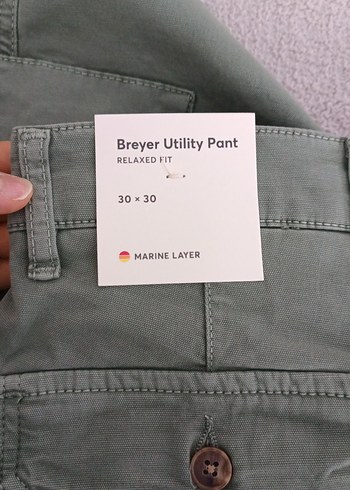 Breyer Utility Pant
RELAXED FIT
30 × 30
MARINE LAYER